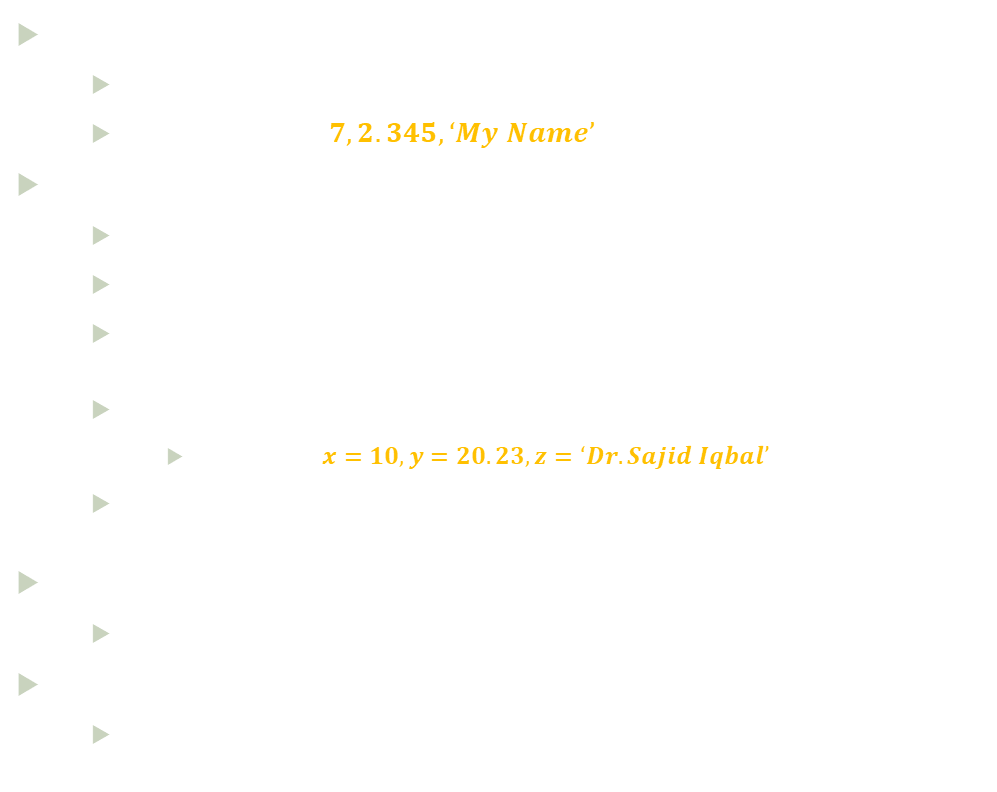 7, 2.345, ‘My Name’
x = 10, y = 20.23, z = ‘Dr. Sajid Iqbal’